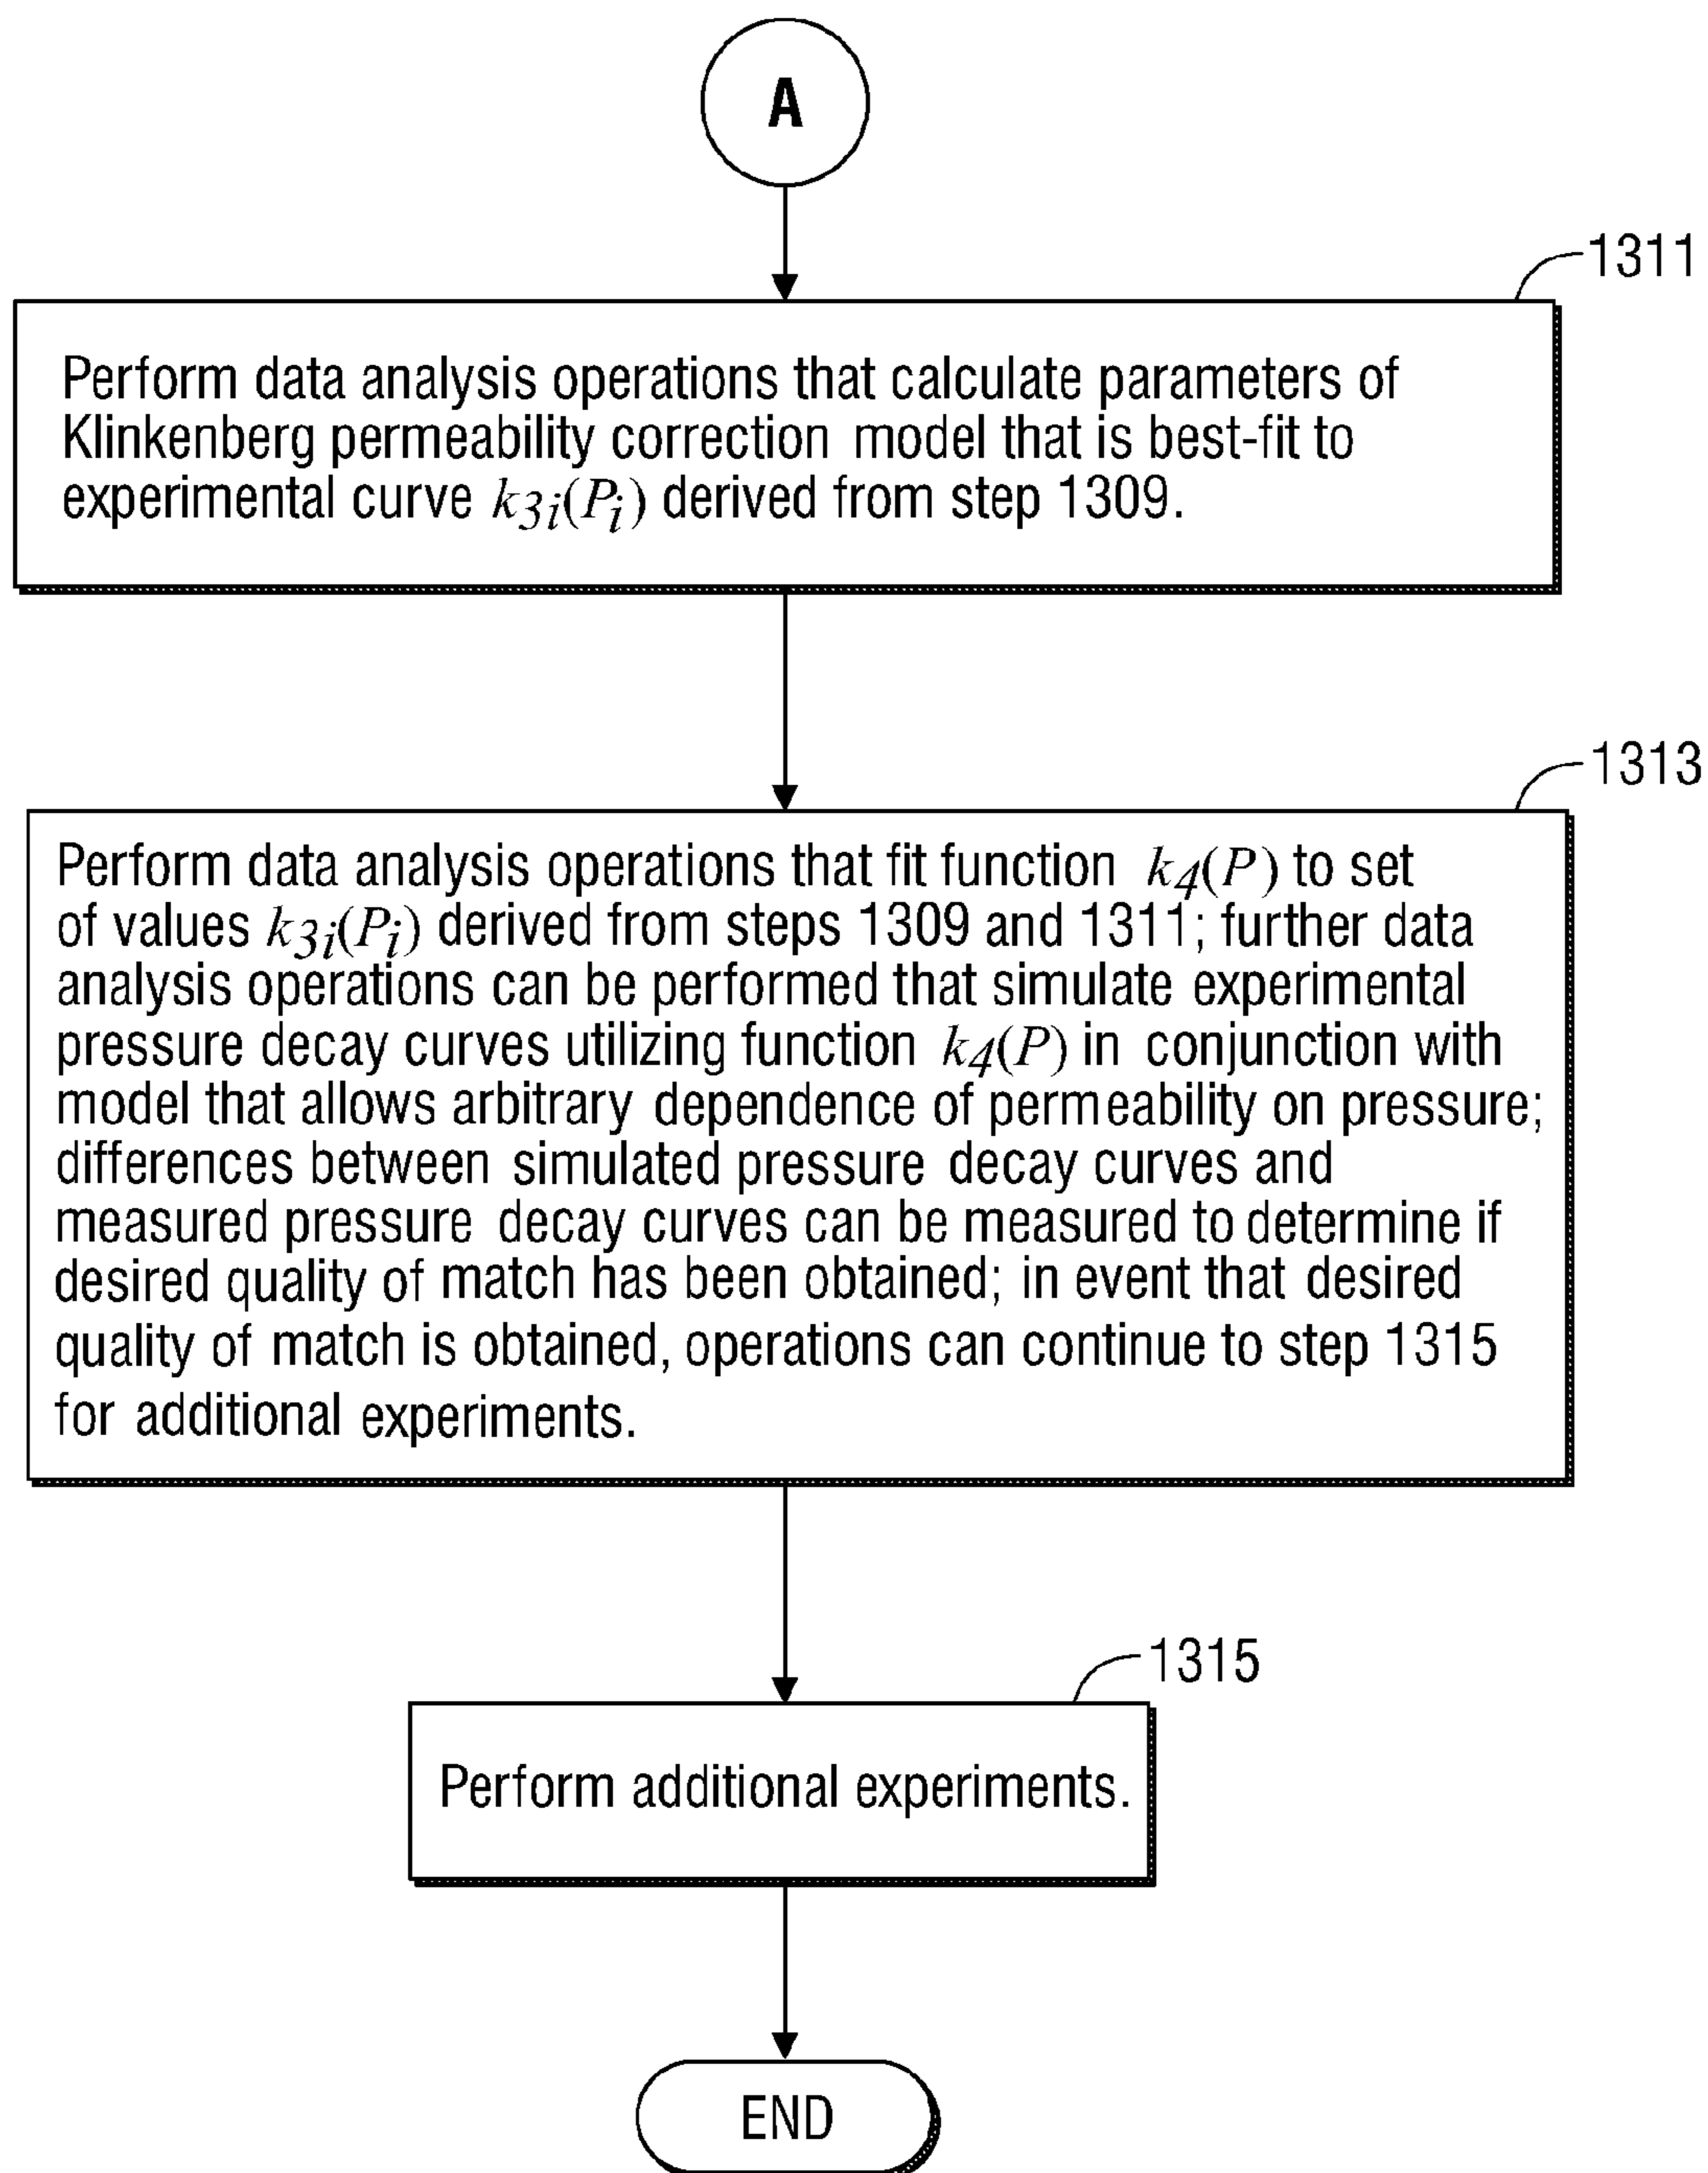 A
1311
Perform data analysis operations that calculate parameters of
Klinkenberg permeability correction model that is best-fit to
experimental curve k3i(Pi) derived from step 1309.
1313
Perform data analysis operations that fit function k4(P) to set
of values k3i(Pi) derived from steps 1309 and 1311; further data
analysis operations can be performed that simulate experimental
pressure decay curves utilizing function k4(P) in conjunction with
model that allows arbitrary dependence of permeability on pressure;
differences between simulated pressure decay curves and
measured pressure decay curves can be measured to determine if
desired quality of match has been obtained; in event that desired
quality of match is obtained, operations can continue to step 1315
for additional experiments.
1315
Perform additional experiments.
END